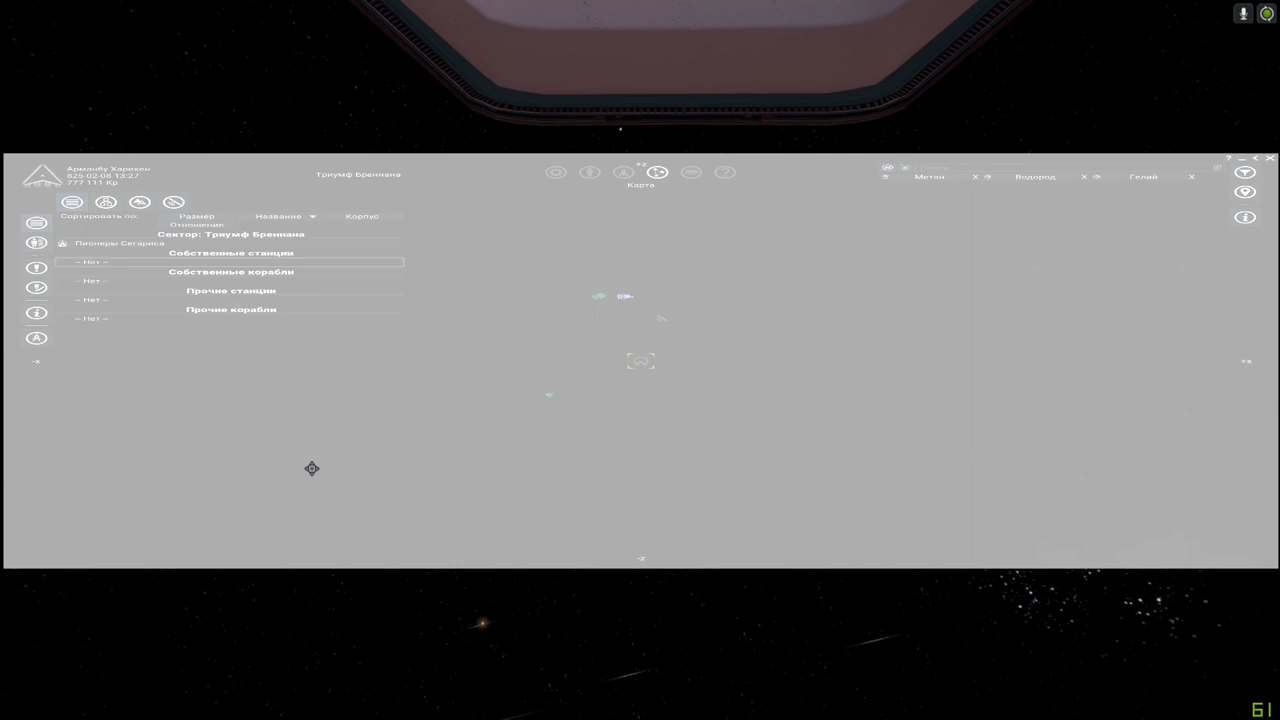 Арманбу Харикен
825-02-08 13:27
777 111 Кр
Триумф Бреннана
+z
Карта
Метан
Водород
Гелий
Сортировать по:
Размер
Название
Корпус
Отношение
Сектор: Триумф Бреннана
Пионеры Сегариса
Собственные станции
-- Нет --
Собственные корабли
-- Нет --
Прочие станции
-- Нет --
Прочие корабли
-- Нет --
-x
+x
-z
61